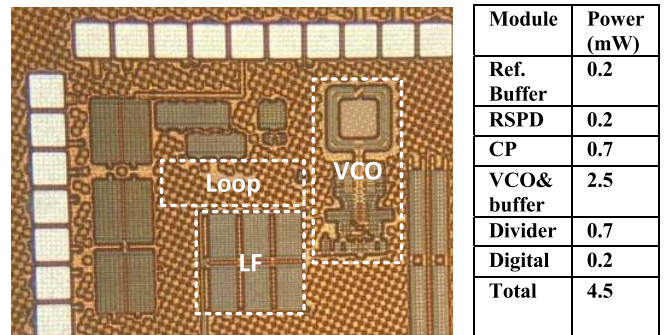 Loop
VCO
LF
Module Power
(mW)
Ref. 0.2
Buffer
RSPD 0.2
CP 0.7
VCO& 2.5
buffer
Divider 0.7
Digital 0.2
Total 4.5